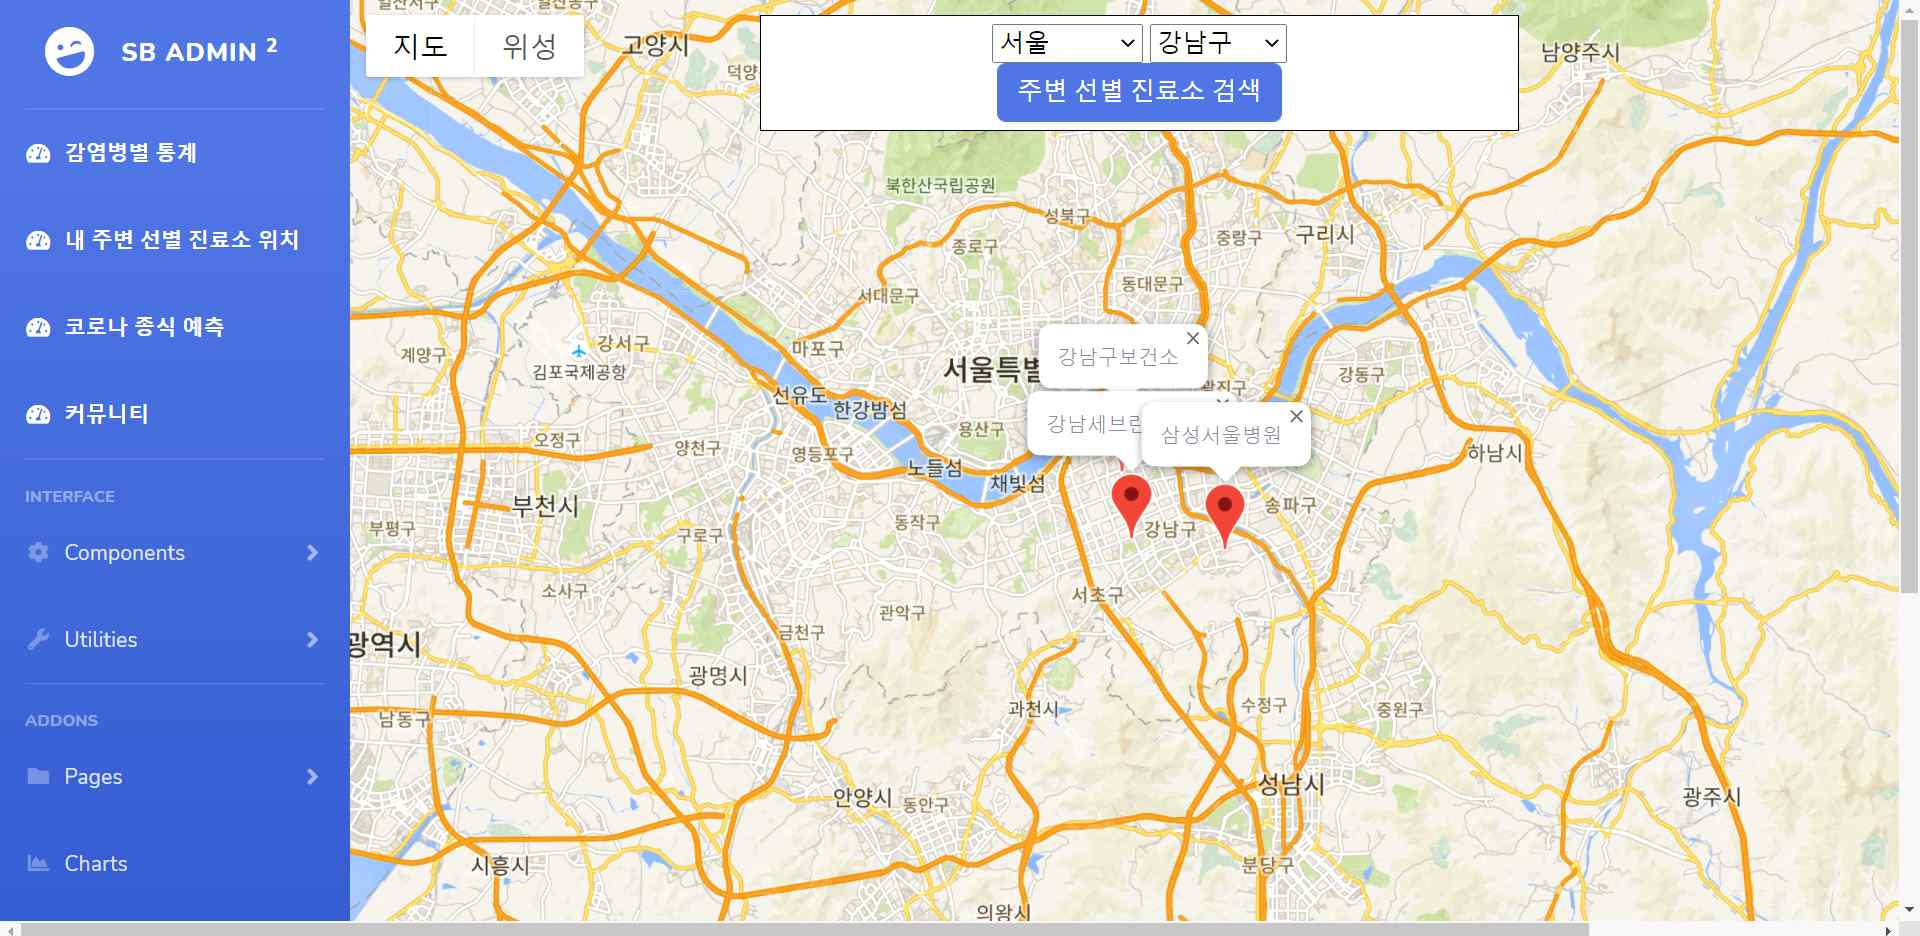 SB ADMIN 2
감염병별 통계
내 주변 선별 진료소 위치
코로나 종식 예측
커뮤니티
INTERFACE
Components
Utilities
ADDONS
Pages
Charts
지도
위성
서울
강남구
주변 선별 진료소 검색
고양시
덕양
남양주시
북한산국립공원
성북구
종로구
중랑구
구리시
동대문구
서대문구
강서구
계양구
김포국제공항
마포구
서울특별
강남구보건소
강동구
선유도
한강밤섬
강남세브란
삼성서울병원
오정구
양천구
영등포구
용산구
노들섬
채빛섬
하남시
부천시
부평구
구로구
동작구
강남구
송파구
소사구
서초구
관악구
금천구
광역시
광명시
남동구
과천시
수정구
중원구
성남시
안양시
동안구
광주시
시흥시
분당구
의왕시